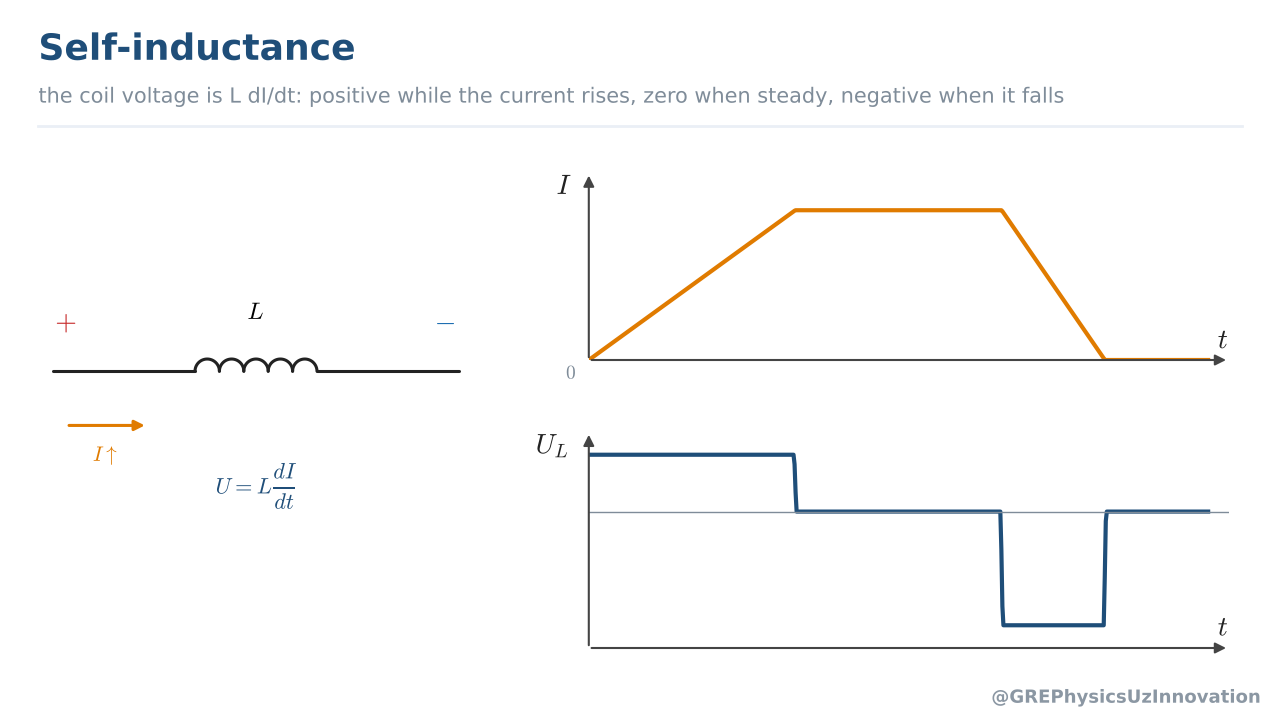 Self-inductance
the coil voltage is L dI/dt: positive while the current rises, zero when steady, negative when it falls
I
t
0
+
L
−
I↑
U = L dI/dt
U_L
t
@GREPhysicsUzInnovation